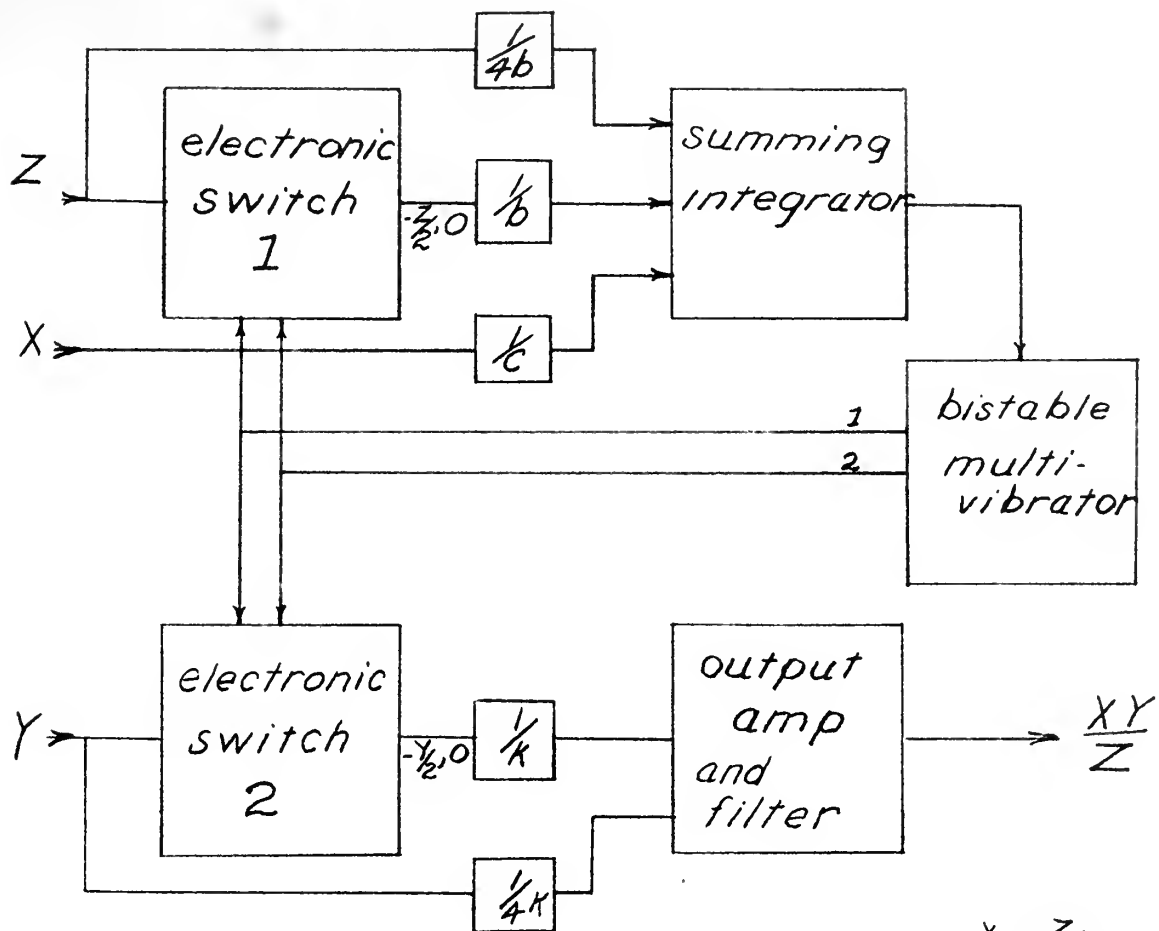 1/4b
Z
electronic
switch
1
-Z/2,0
1/b
summing
integrator
X
1/c
1
2
bistable
multi-
vibrator
Y
electronic
switch
2
-Y/2,0
1/K
output
amp
and
filter
XY/Z
1/4K